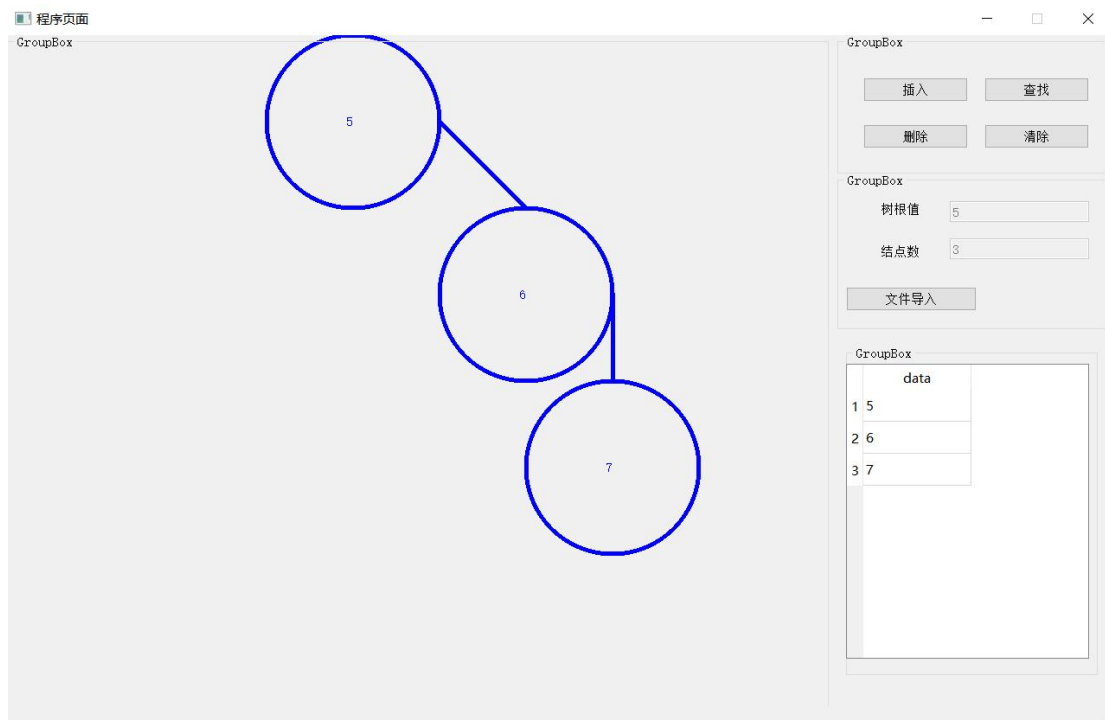 程序页面
GroupBox
5
6
7
GroupBox
插入 查找
删除 清除
GroupBox
树根值 5
结点数 3
文件导入
GroupBox
data
1 5
2 6
3 7